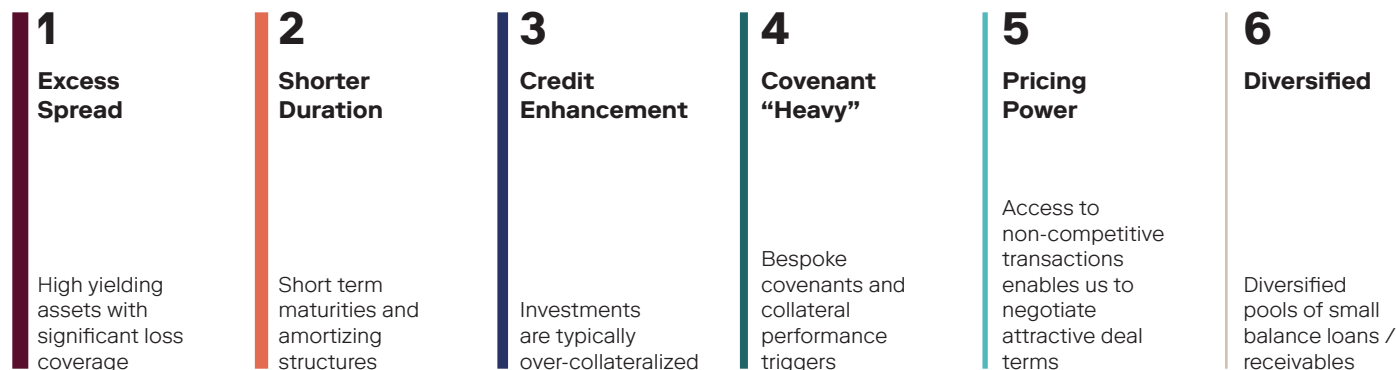 1
Excess
Spread
High yielding
assets with
significant loss
coverage
2
Shorter
Duration
Short term
maturities and
amortizing
structures
3
Credit
Enhancement
Investments
are typically
over-collateralized
4
Covenant
“Heavy”
Bespoke
covenants and
collateral
performance
triggers
5
Pricing
Power
Access to
non-competitive
transactions
enables us to
negotiate
attractive deal
terms
6
Diversified
Diversified
pools of small
balance loans /
receivables